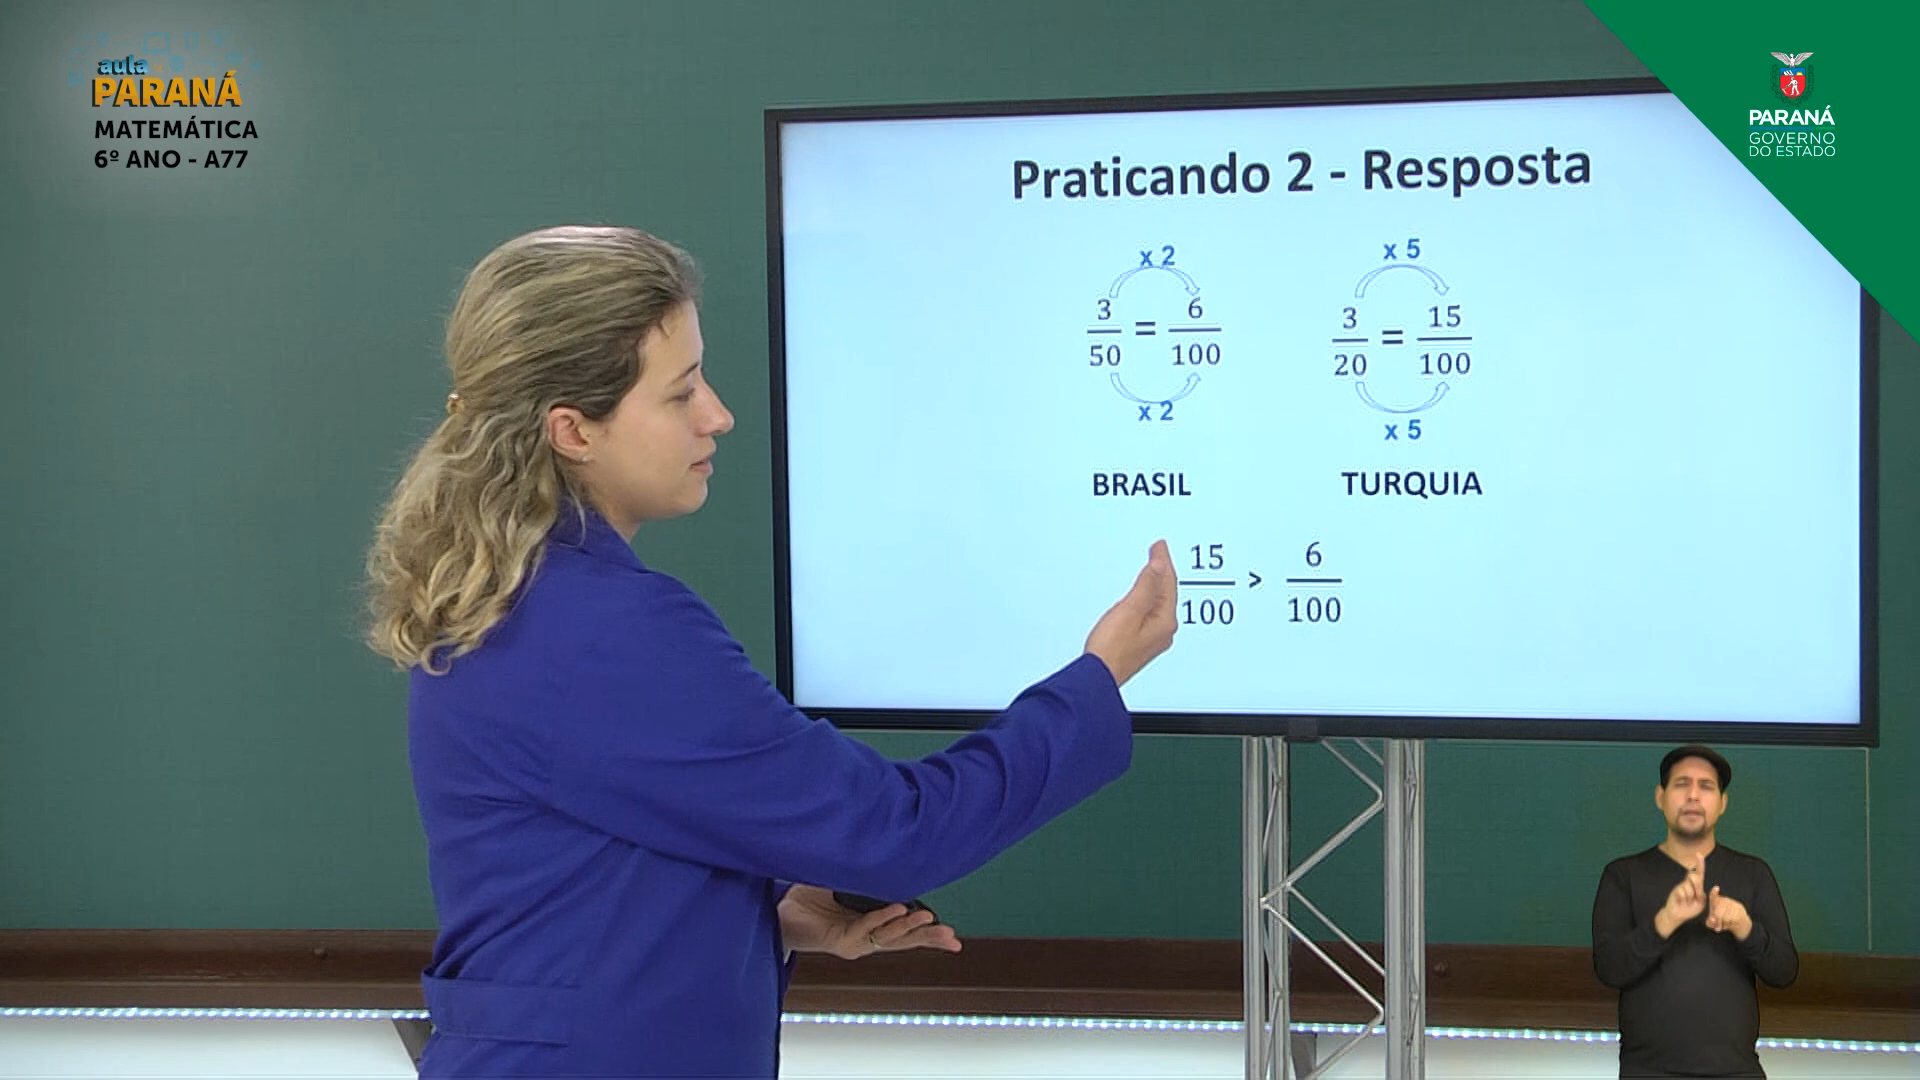 aula
PARANÁ
MATEMÁTICA
6º ANO - A77
PARANÁ
GOVERNO
DO ESTADO
Praticando 2 - Resposta
x 2
x 5
3/50 = 6/100
3/20 = 15/100
x 2
x 5
BRASIL
TURQUIA
15/100 > 6/100